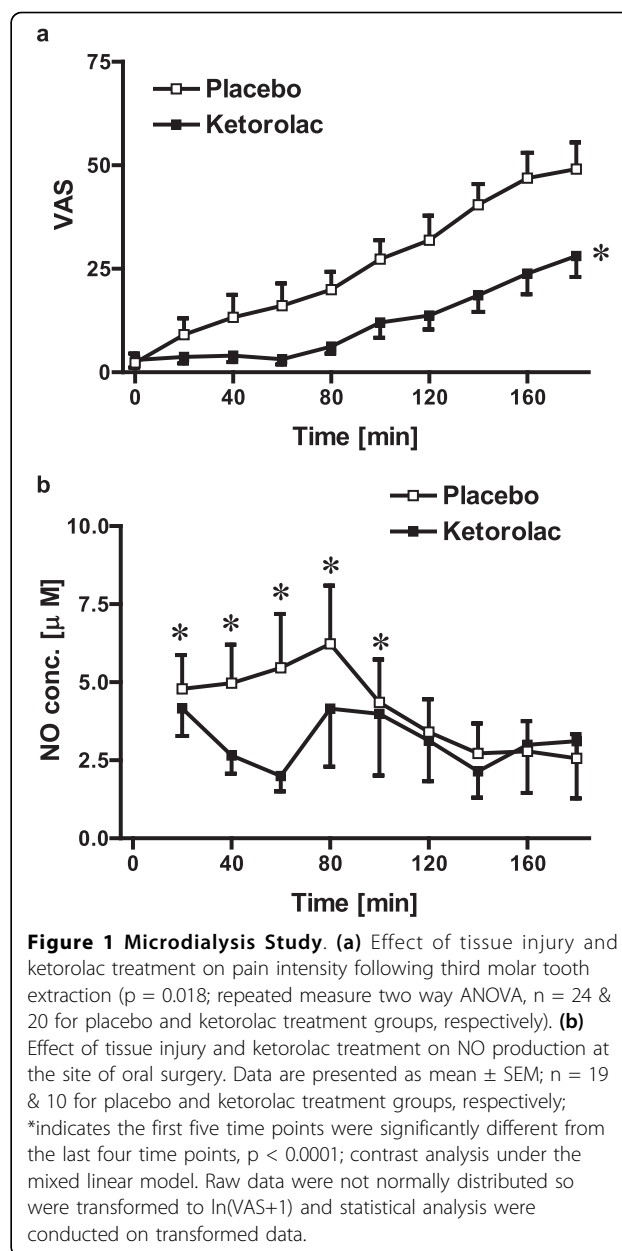 a
75
Placebo
Ketorolac
50
VAS
25
*
0
0 40 80 120 160
Time [min]
b
Placebo
Ketorolac
10.0
* * * * *
7.5
NO conc. [μ M]
5.0
2.5
0.0
0 40 80 120 160
Time [min]
Figure 1 Microdialysis Study. (a) Effect of tissue injury and
ketorolac treatment on pain intensity following third molar tooth
extraction (p = 0.018; repeated measure two way ANOVA, n = 24 &
20 for placebo and ketorolac treatment groups, respectively). (b)
Effect of tissue injury and ketorolac treatment on NO production at
the site of oral surgery. Data are presented as mean ± SEM; n = 19
& 10 for placebo and ketorolac treatment groups, respectively;
*indicates the first five time points were significantly different from
the last four time points, p < 0.0001; contrast analysis under the
mixed linear model. Raw data were not normally distributed so
were transformed to ln(VAS+1) and statistical analysis were
conducted on transformed data.